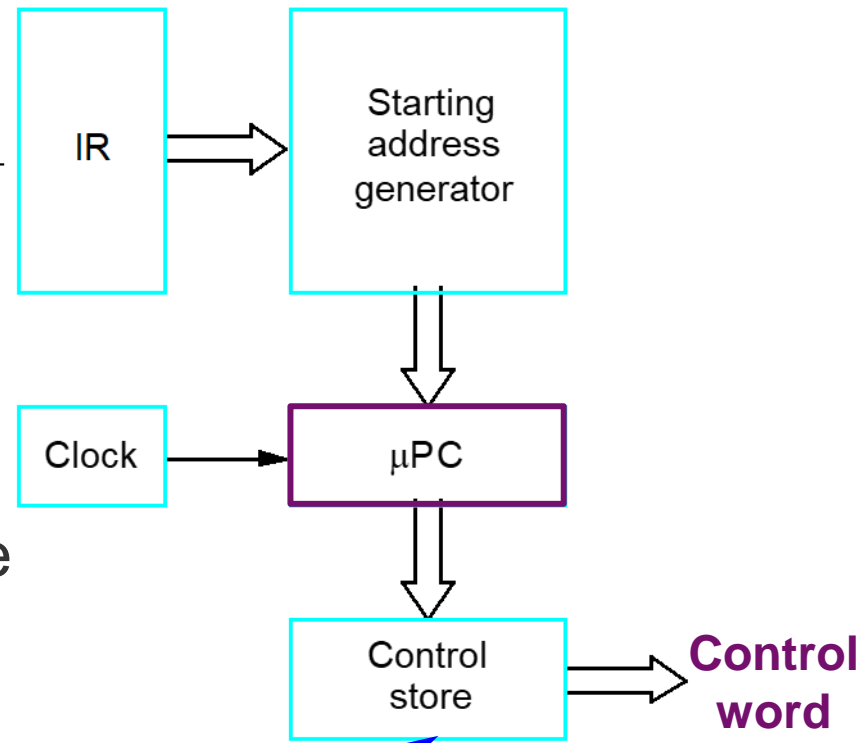 IR
Starting
address
generator
Clock
μPC
e
Control
store
Control
word